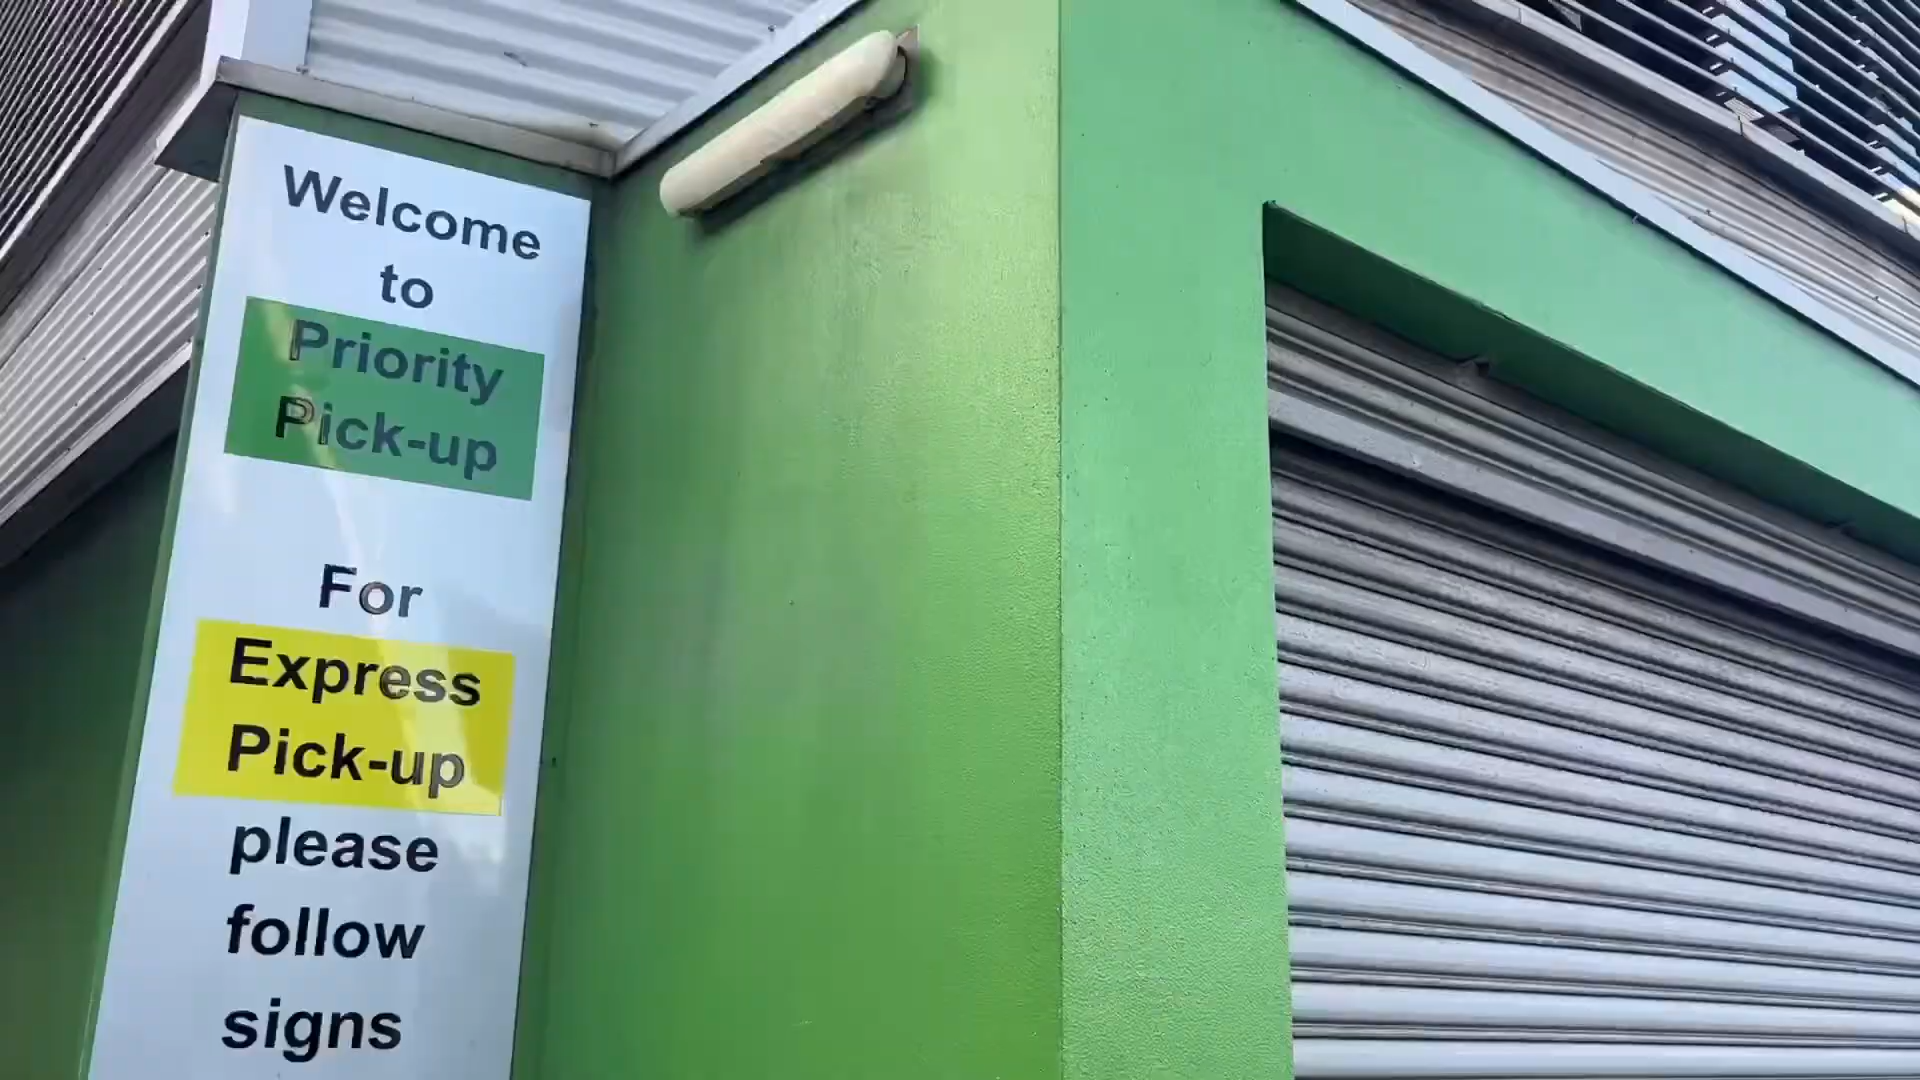 Welcome
to
Priority
Pick-up
For
Express
Pick-up
please
follow
signs